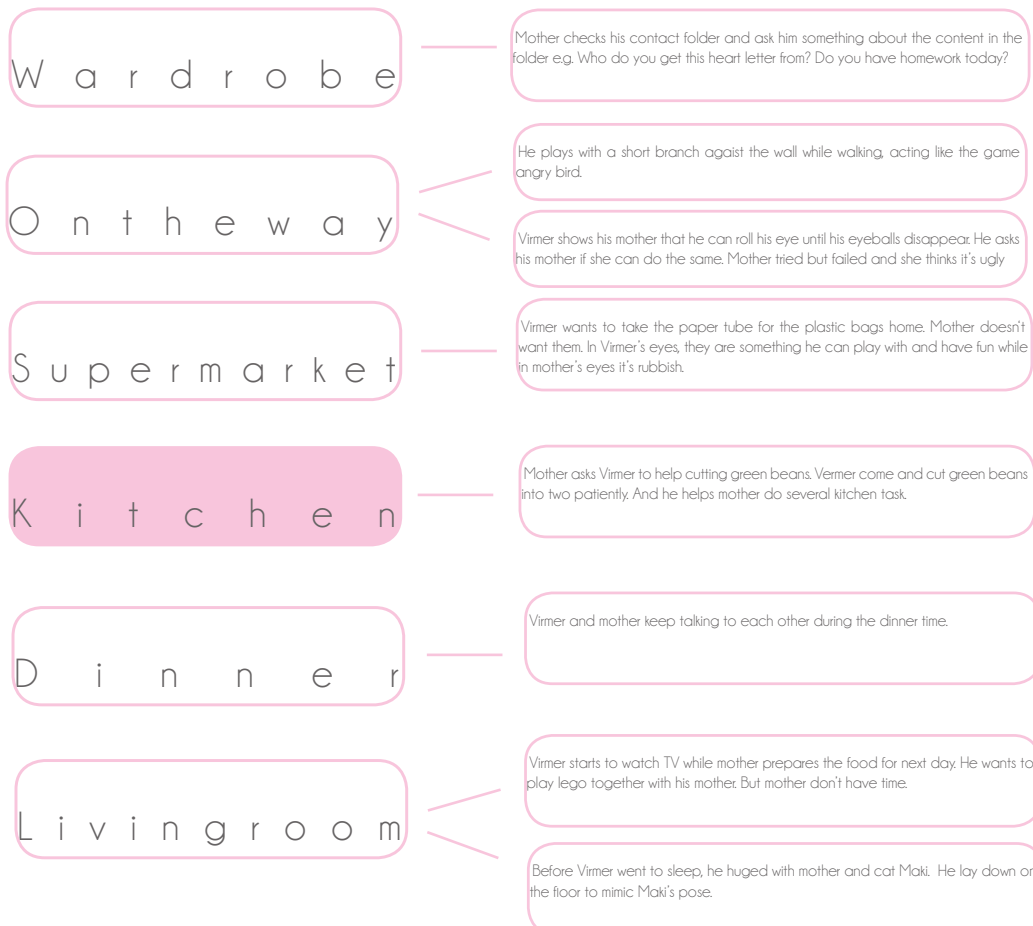 Wardrobe
Mother checks his contact folder and ask him something about the content in the
folder e.g. Who do you get this heart letter from? Do you have homework today?
Ontheway
He plays with a short branch agaist the wall while walking, acting like the game
angry bird.
Virmer shows his mother that he can roll his eye until his eyeballs disappear. He asks
his mother if she can do the same. Mother tried but failed and she thinks it's ugly
Supermarket
Virmer wants to take the paper tube for the plastic bags home. Mother doesn't
want them. In Virmer's eyes, they are something he can play with and have fun while
in mother's eyes it's rubbish.
Kitchen
Mother asks Virmer to help cutting green beans. Vermer come and cut green beans
into two patiently. And he helps mother do several kitchen task.
Dinner
Virmer and mother keep talking to each other during the dinner time.
Livingroom
Virmer starts to watch TV while mother prepares the food for next day. He wants to
play lego together with his mother. But mother don't have time.
Before Virmer went to sleep, he huged with mother and cat Maki. He lay down on
the floor to mimic Maki's pose.